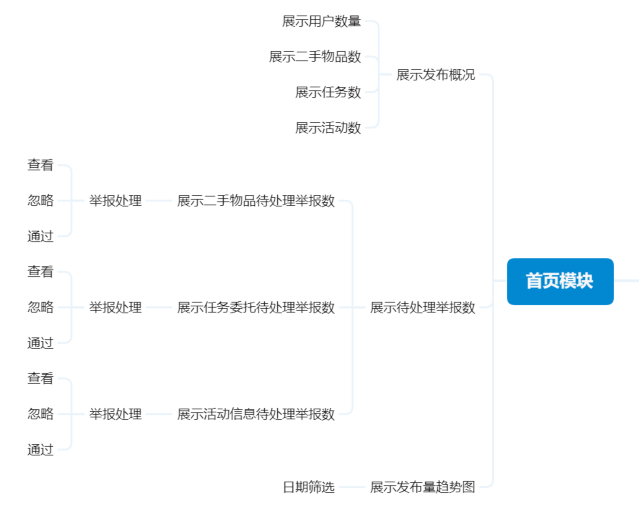 展示用户数量
展示二手物品数
展示发布概况
展示任务数
展示活动数
查看
忽略
举报处理
展示二手物品待处理举报数
通过
查看
首页模块
忽略
举报处理
展示任务委托待处理举报数
展示待处理举报数
通过
查看
忽略
举报处理
展示活动信息待处理举报数
通过
日期筛选
展示发布量趋势图